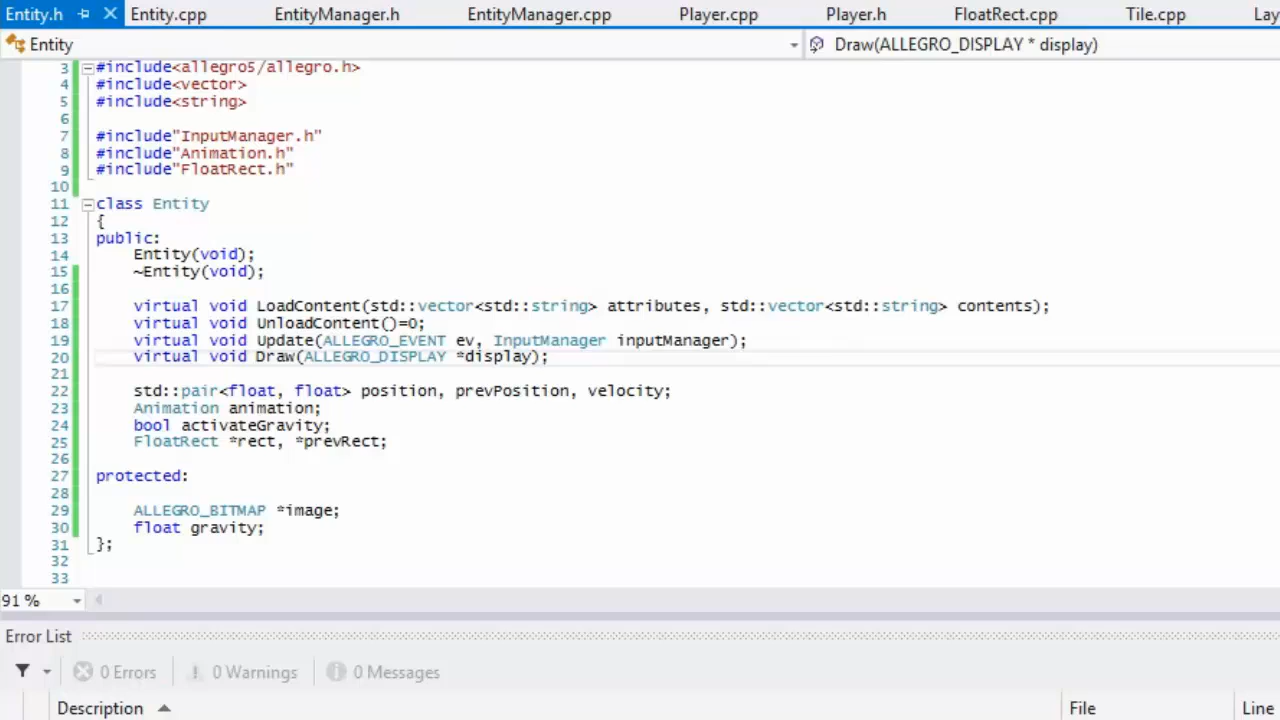 Entity.h Entity.cpp EntityManager.h EntityManager.cpp Player.cpp Player.h FloatRect.cpp Tile.cpp Lay
Entity Draw(ALLEGRO_DISPLAY * display)
3 #include<allegro5/allegro.h>
4 #include<vector>
5 #include<string>
6
7 #include"InputManager.h"
8 #include"Animation.h"
9 #include"FloatRect.h"
10
11 class Entity
12 {
13 public:
14 Entity(void);
15 ~Entity(void);
16
17 virtual void LoadContent(std::vector<std::string> attributes, std::vector<std::string> contents);
18 virtual void UnloadContent()=0;
19 virtual void Update(ALLEGRO_EVENT ev, InputManager inputManager);
20 virtual void Draw(ALLEGRO_DISPLAY *display);
21
22 std::pair<float, float> position, prevPosition, velocity;
23 Animation animation;
24 bool activateGravity;
25 FloatRect *rect, *prevRect;
26
27 protected:
28
29 ALLEGRO_BITMAP *image;
30 float gravity;
31 };
32
33
91 %
Error List
0 Errors 0 Warnings 0 Messages
Description File Line